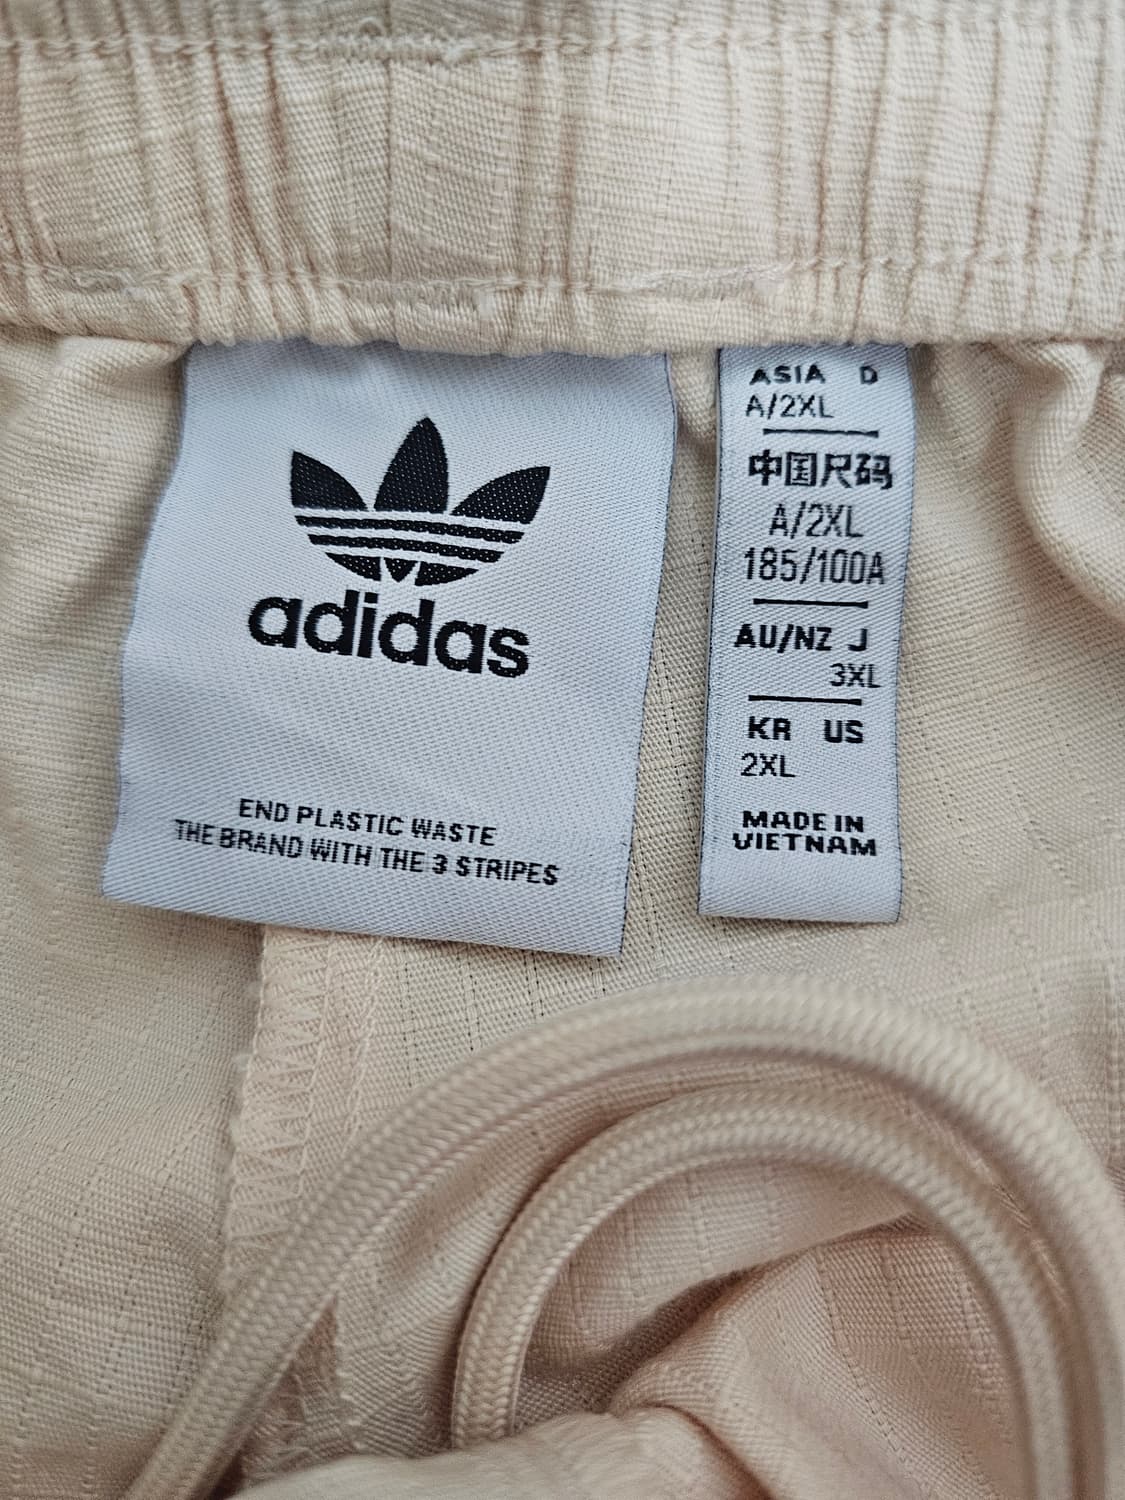 adidas
END PLASTIC WASTE
THE BRAND WITH THE 3 STRIPES
ASIA D
A/2XL
中国尺码
A/2XL
185/100A
AU/NZ J
3XL
KR US
2XL
MADE IN
VIETNAM